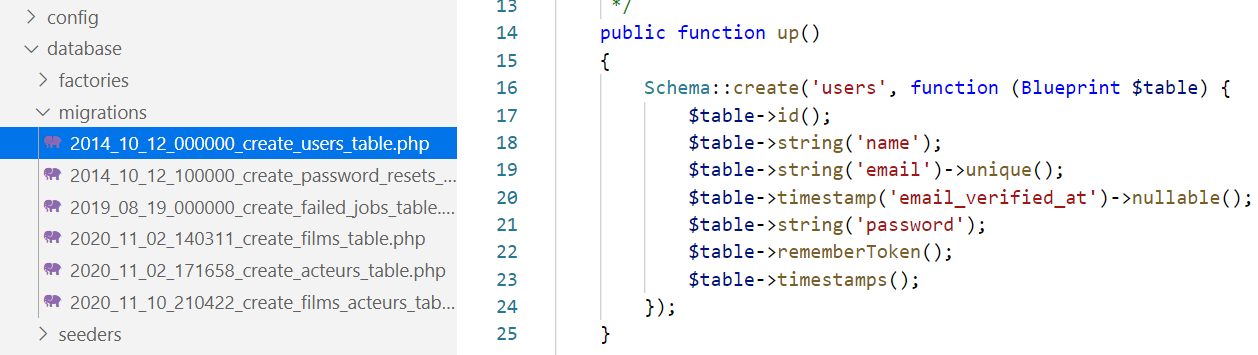 config
database
factories
migrations
2014_10_12_000000_create_users_table.php
2014_10_12_100000_create_password_resets_...
2019_08_19_000000_create_failed_jobs_table....
2020_11_02_140311_create_films_table.php
2020_11_02_171658_create_acteurs_table.php
2020_11_10_210422_create_films_acteurs_tab...
seeders
13 */
14 public function up()
15 {
16 Schema::create('users', function (Blueprint $table) {
17 $table->id();
18 $table->string('name');
19 $table->string('email')->unique();
20 $table->timestamp('email_verified_at')->nullable();
21 $table->string('password');
22 $table->rememberToken();
23 $table->timestamps();
24 });
25 }